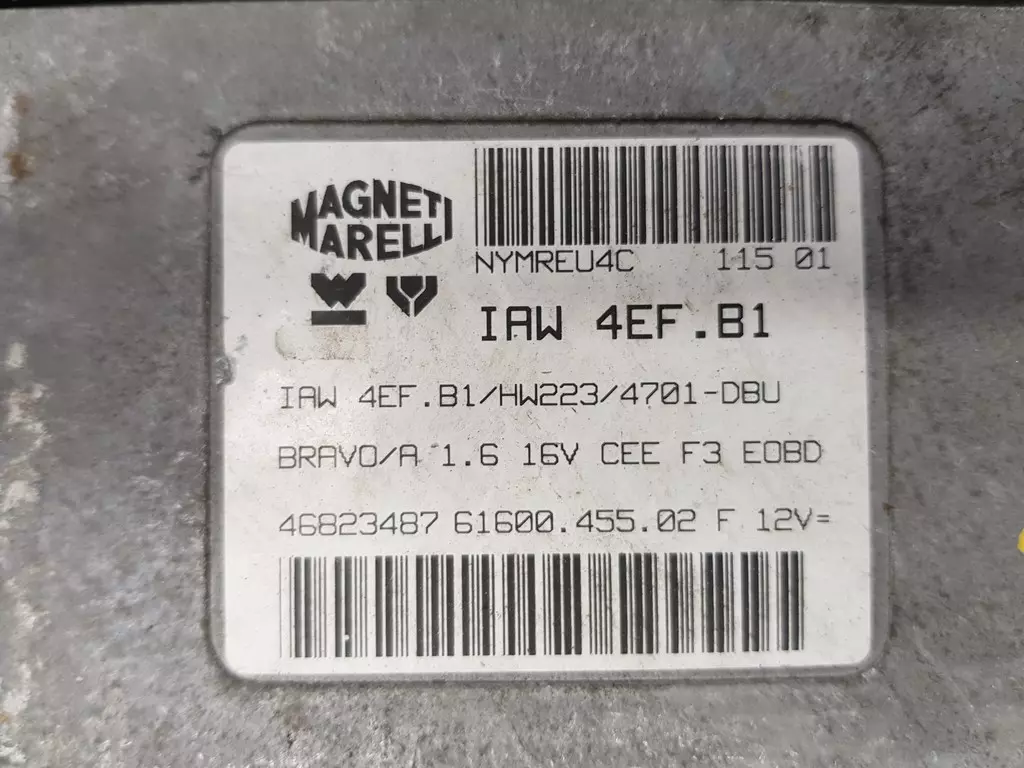 MAGNETI
MARELLI
NYMREU4C 115 01
IAW 4EF.B1
IAW 4EF.B1/HW223/4701-DBU
BRAVO/A 1.6 16V CEE F3 EOBD
46823487 61600.455.02 F 12V=